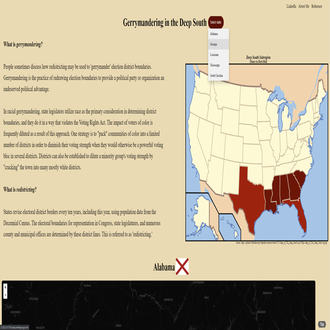 LinkedIn About Me References
Gerrymandering in the Deep South
Select state
Alabama
Georgia
Louisiana
Mississippi
South Carolina
What is gerrymandering?
People sometimes discuss how redistricting may be used to 'gerrymander' election district boundaries.
Gerrymandering is the practice of redrawing election boundaries to provide a political party or organization an
undeserved political advantage.
In racial gerrymandering, state legislators utilize race as the primary consideration in determining district
boundaries, and they do it in a way that violates the Voting Rights Act. The impact of voters of color is
frequently diluted as a result of this approach. One strategy is to "pack" communities of color into a limited
number of districts in order to diminish their voting strength when they would otherwise be a powerful voting
bloc in several districts. Districts can also be established to dilute a minority group's voting strength by
"cracking" the town into many mostly white districts.
What is redistricting?
States revise electoral district borders every ten years, including this year, using population data from the
Decennial Census. The electoral boundaries for representation in Congress, state legislatures, and numerous
county and municipal offices are determined by these district lines. This is referred to as 'redistricting.'
Deep South Subregion
Alabama